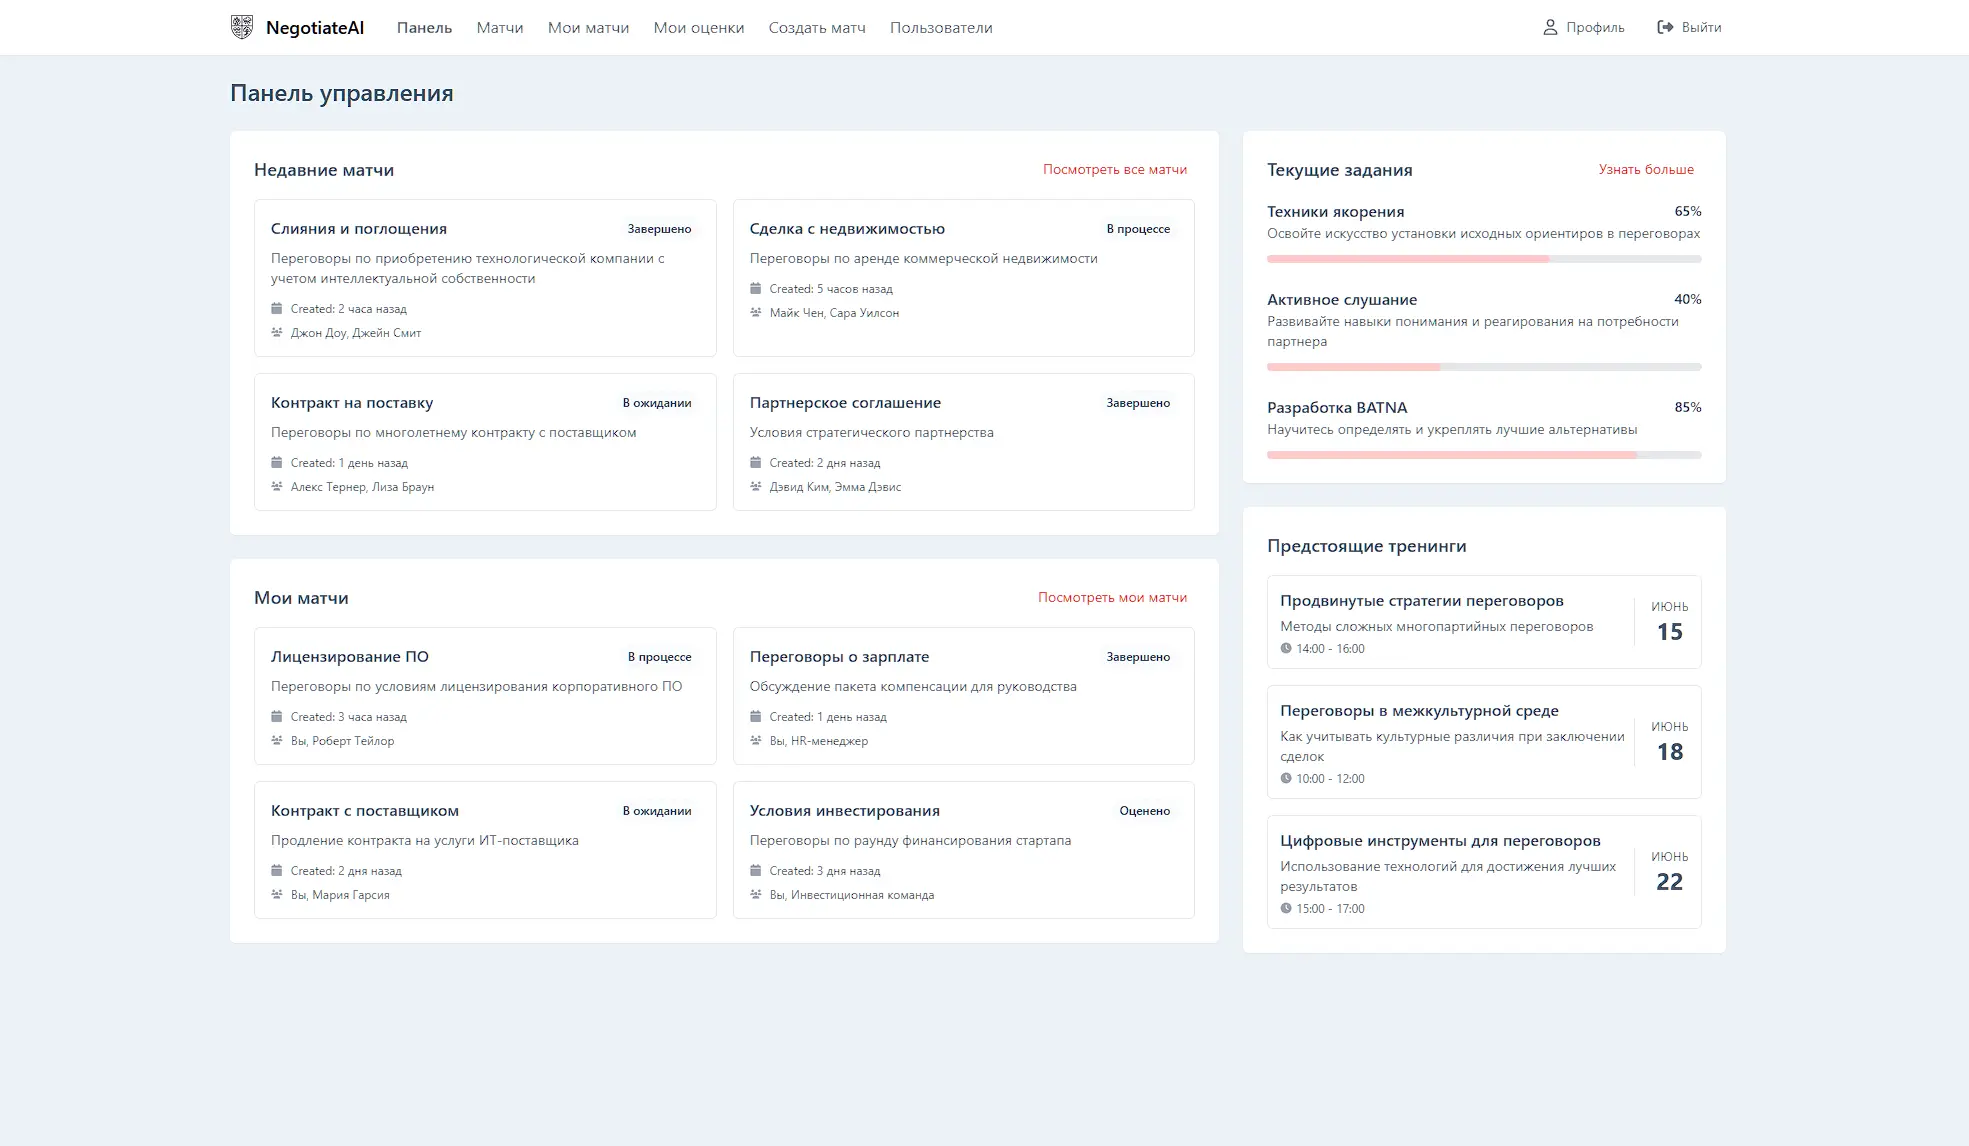 NegotiateAI Панель Матчи Мои матчи Мои оценки Создать матч Пользователи Профиль Выйти
Панель управления
Недавние матчи Посмотреть все матчи
Слияния и поглощения Завершено
Переговоры по приобретению технологической компании с
учетом интеллектуальной собственности
Created: 2 часа назад
Джон Доу, Джейн Смит
Сделка с недвижимостью В процессе
Переговоры по аренде коммерческой недвижимости
Created: 5 часов назад
Майк Чен, Сара Уилсон
Контракт на поставку В ожидании
Переговоры по многолетнему контракту с поставщиком
Created: 1 день назад
Алекс Тернер, Лиза Браун
Партнерское соглашение Завершено
Условия стратегического партнерства
Created: 2 дня назад
Дэвид Ким, Эмма Дэвис
Мои матчи Посмотреть мои матчи
Лицензирование ПО В процессе
Переговоры по условиям лицензирования корпоративного ПО
Created: 3 часа назад
Вы, Роберт Тейлор
Переговоры о зарплате Завершено
Обсуждение пакета компенсации для руководства
Created: 1 день назад
Вы, HR-менеджер
Контракт с поставщиком В ожидании
Продление контракта на услуги ИТ-поставщика
Created: 2 дня назад
Вы, Мария Гарсия
Условия инвестирования Оценено
Переговоры по раунду финансирования стартапа
Created: 3 дня назад
Вы, Инвестиционная команда
Текущие задания Узнать больше
Техники якорения 65%
Освойте искусство установки исходных ориентиров в переговорах
Активное слушание 40%
Развивайте навыки понимания и реагирования на потребности
партнера
Разработка BATNA 85%
Научитесь определять и укреплять лучшие альтернативы
Предстоящие тренинги
Продвинутые стратегии переговоров
Методы сложных многопартийных переговоров
14:00 - 16:00
ИЮНЬ
15
Переговоры в межкультурной среде
Как учитывать культурные различия при заключении
сделок
10:00 - 12:00
ИЮНЬ
18
Цифровые инструменты для переговоров
Использование технологий для достижения лучших
результатов
15:00 - 17:00
ИЮНЬ
22